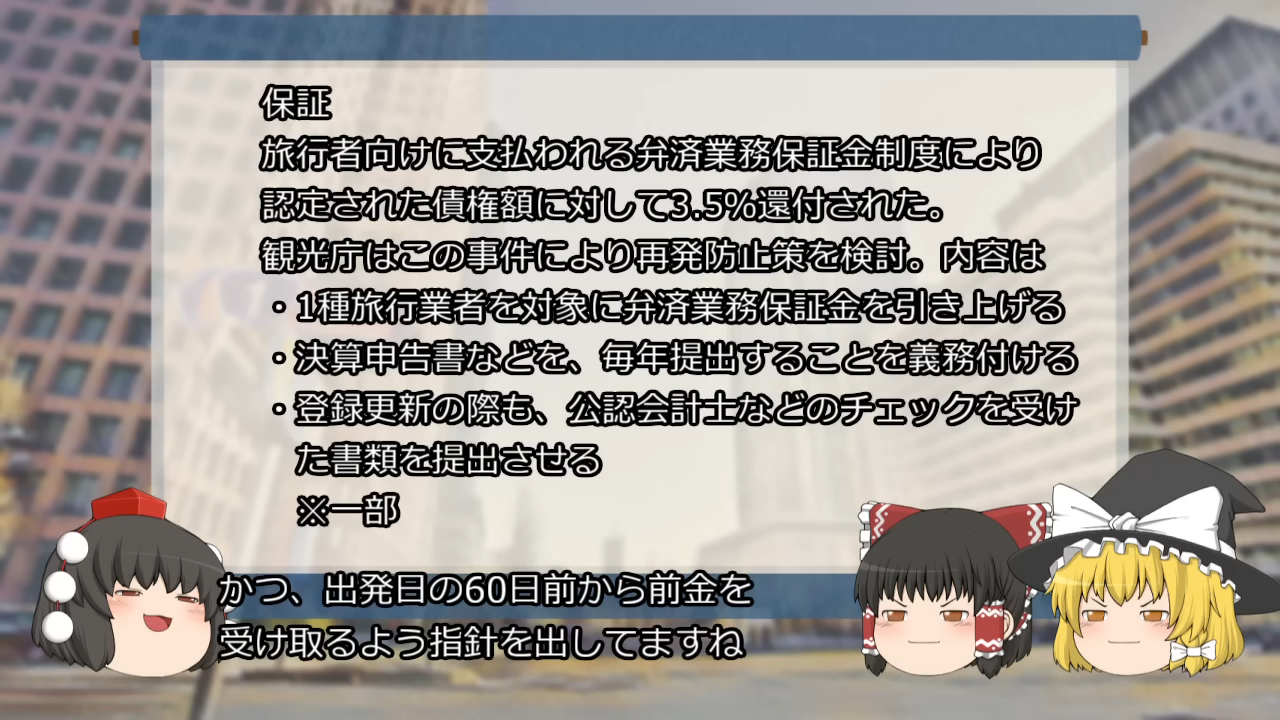 保証
旅行者向けに支払われる弁済業務保証金制度により
認定された債権額に対して3.5%還付された。
観光庁はこの事件により再発防止策を検討。内容は
・1種旅行業者を対象に弁済業務保証金を引き上げる
・決算申告書などを、毎年提出することを義務付ける
・登録更新の際も、公認会計士などのチェックを受け
た書類を提出させる
※一部
かつ、出発日の60日前から前金を
受け取るよう指針を出してますね